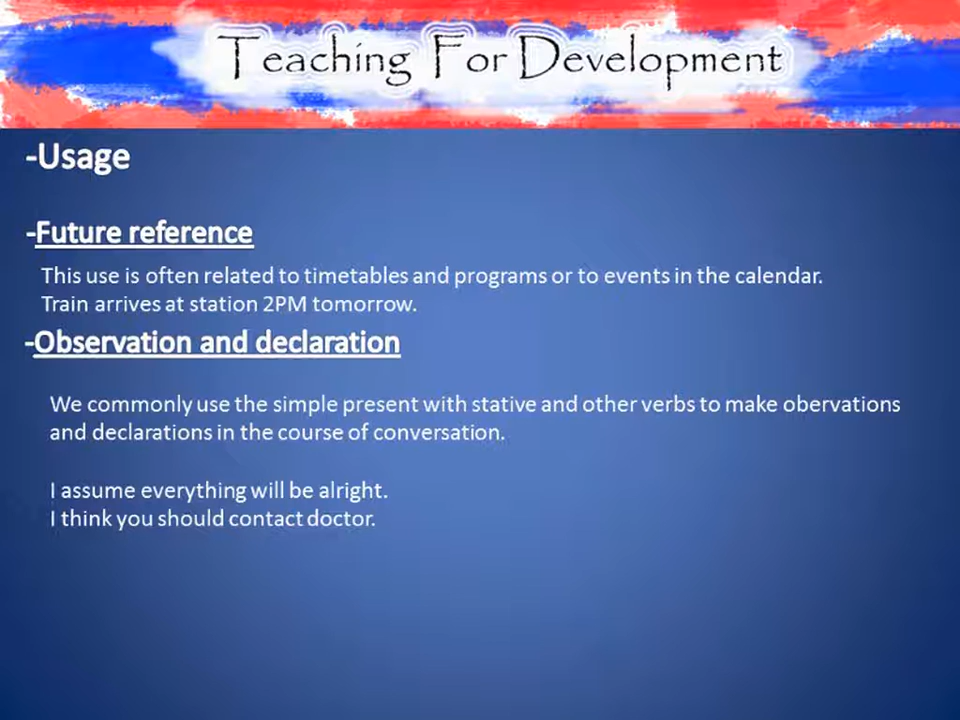 Teaching For Development
-Usage
-Future reference
This use is often related to timetables and programs or to events in the calendar.
Train arrives at station 2PM tomorrow.
-Observation and declaration
We commonly use the simple present with stative and other verbs to make obervations
and declarations in the course of conversation.
I assume everything will be alright.
I think you should contact doctor.